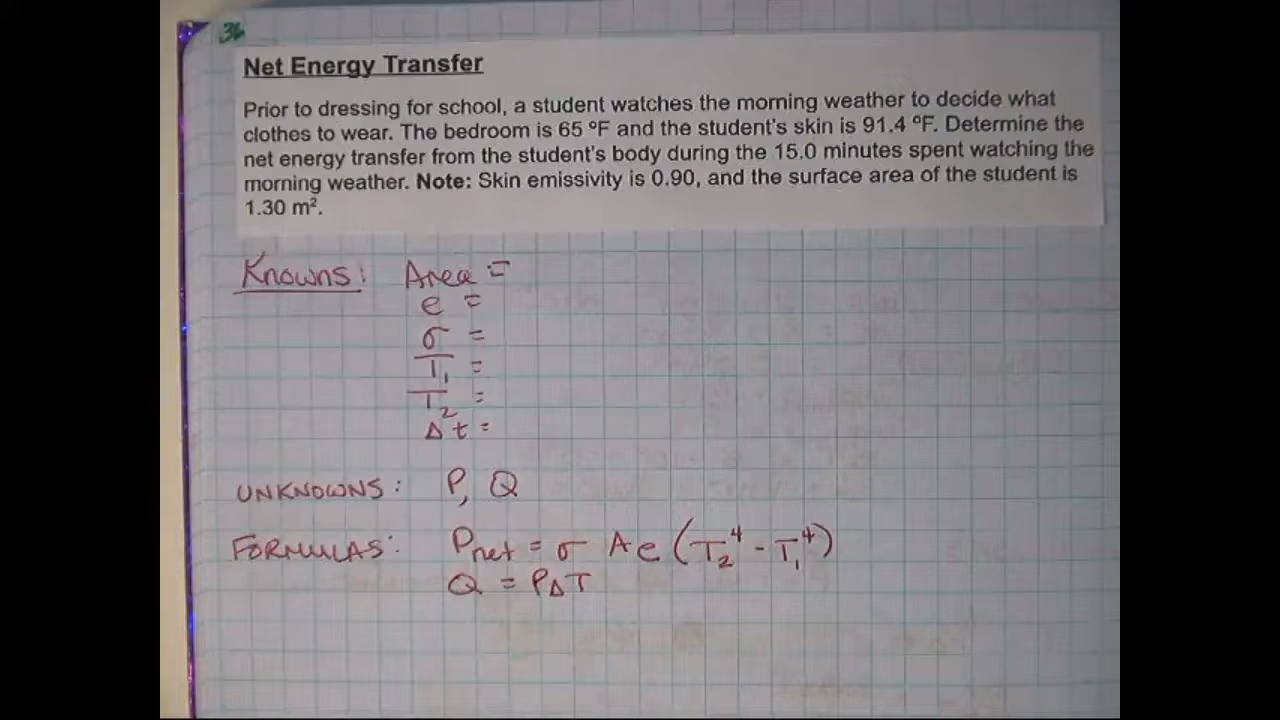 36
Net Energy Transfer
Prior to dressing for school, a student watches the morning weather to decide what
clothes to wear. The bedroom is 65 ºF and the student's skin is 91.4 ºF. Determine the
net energy transfer from the student's body during the 15.0 minutes spent watching the
morning weather. Note: Skin emissivity is 0.90, and the surface area of the student is
1.30 m².
Knowns: Area =
e =
σ =
T₁ =
T₂ =
Δt =
UNKNOWNS: P, Q
FORMULAS: Pnet = σ A e (T₂⁴ - T₁⁴)
Q = PΔT